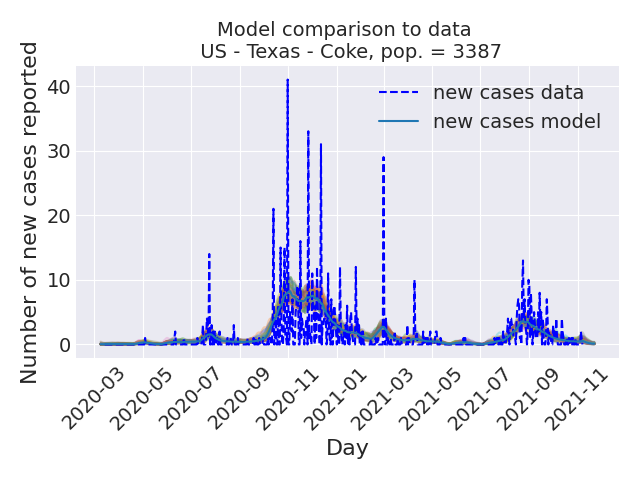 Model comparison to data
US - Texas - Coke, pop. = 3387
Number of new cases reported
40
30
20
10
0
new cases data
new cases model
2020-03
2020-05
2020-07
2020-09
2020-11
2021-01
2021-03
2021-05
2021-07
2021-09
2021-11
Day